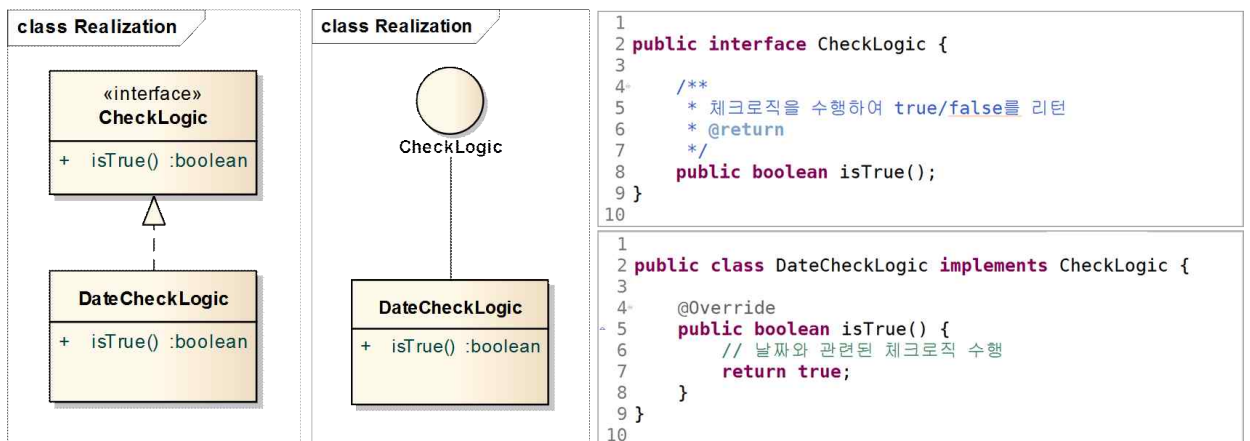 class Realization
«interface»
CheckLogic
+ isTrue() :boolean
DateCheckLogic
+ isTrue() :boolean
class Realization
CheckLogic
DateCheckLogic
+ isTrue() :boolean
1
2 public interface CheckLogic {
3
4 /**
5 * 체크로직을 수행하여 true/false를 리턴
6 * @return
7 */
8 public boolean isTrue();
9 }
10
1
2 public class DateCheckLogic implements CheckLogic {
3
4 @Override
5 public boolean isTrue() {
6 // 날짜와 관련된 체크로직 수행
7 return true;
8 }
9 }
10